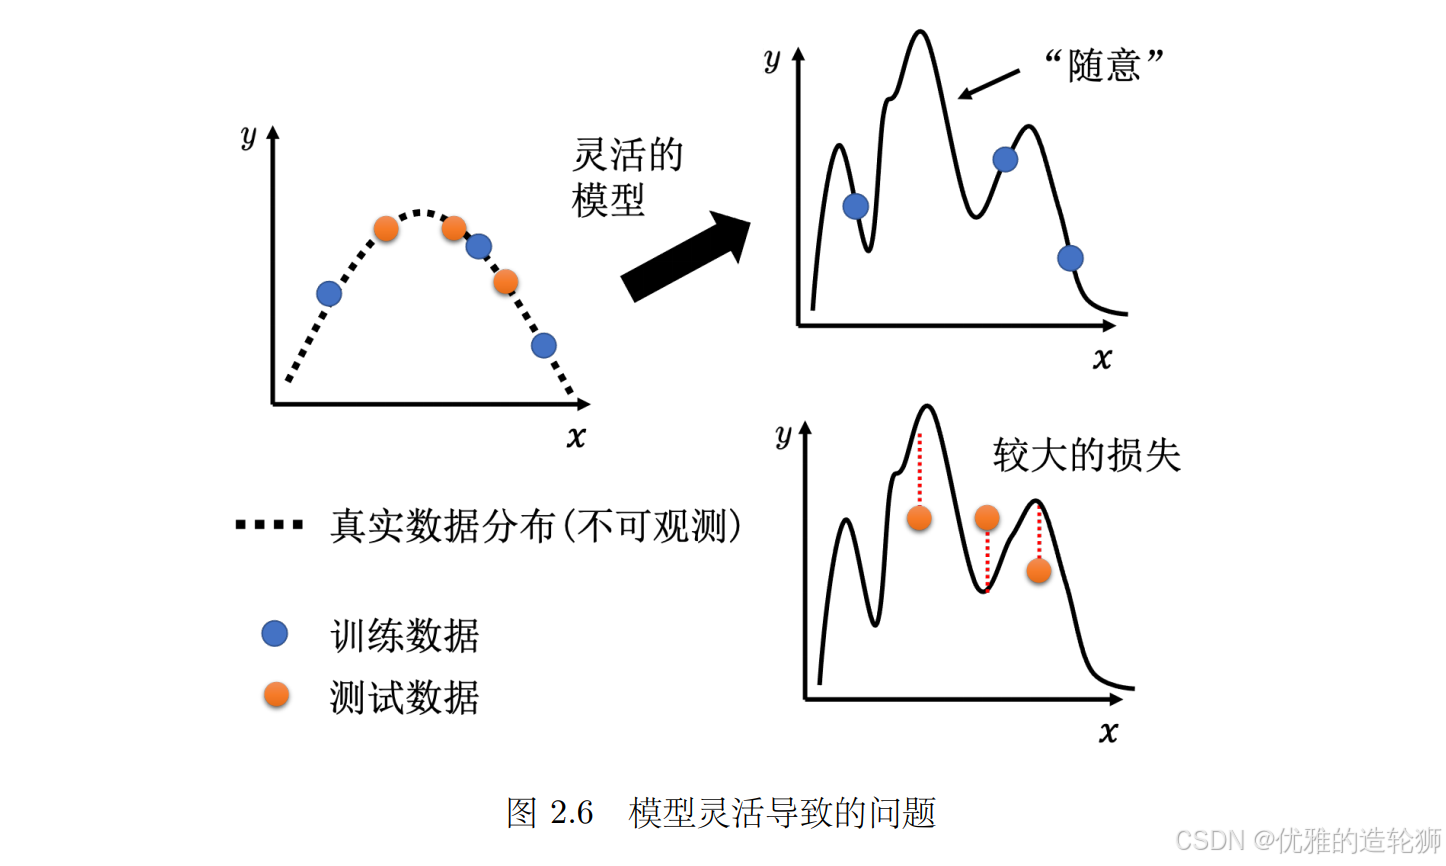 y
x
灵活的
模型
y
“随意”
x
y
较大的损失
x
真实数据分布(不可观测)
训练数据
测试数据
图 2.6 模型灵活导致的问题
CSDN @优雅的造轮狮